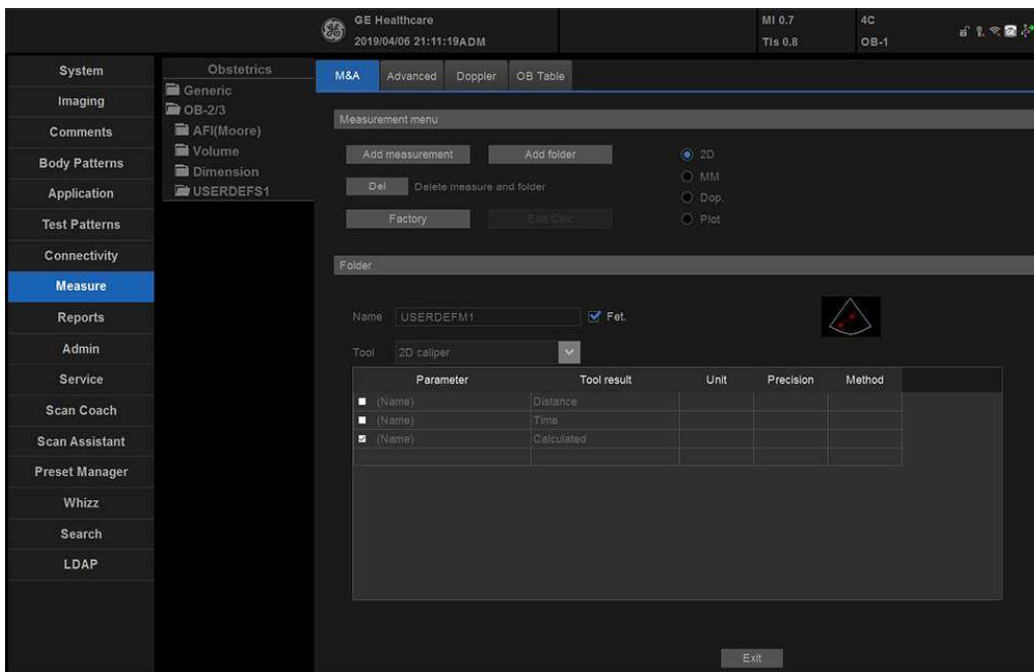 GE Healthcare
2019/04/06 21:11:19ADM
MI 0.7
TIs 0.8
4C
OB-1
System
Imaging
Comments
Body Patterns
Application
Test Patterns
Connectivity
Measure
Reports
Admin
Service
Scan Coach
Scan Assistant
Preset Manager
Whizz
Search
LDAP
Obstetrics
Generic
OB-2/3
AFI(Moore)
Volume
Dimension
USERDEFS1
M&A Advanced Doppler OB Table
Measurement menu
Add measurement Add folder
Del Delete measure and folder
Factory Edit Calc
2D
MM
Dop.
Plot
Folder
Name USERDEFM1 Fet.
Tool 2D caliper
Parameter Tool result Unit Precision Method
(Name) Distance
(Name) Time
(Name) Calculated
Exit